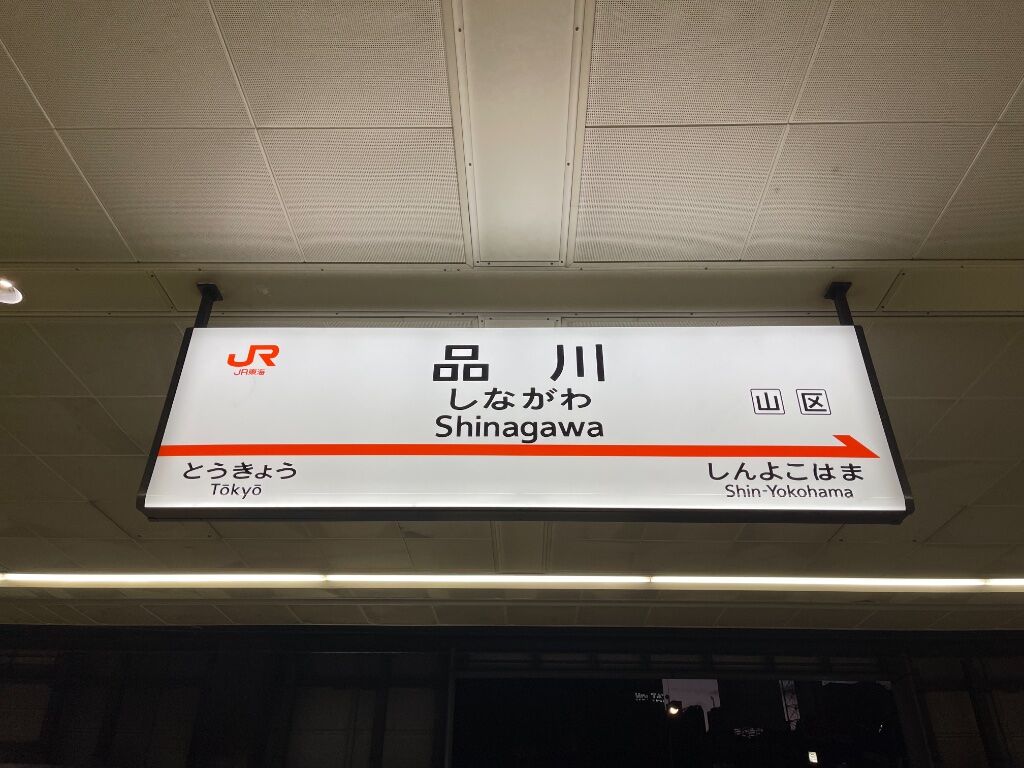 JR
JR東海
品川
しながわ
Shinagawa
山 区
とうきょう
Tōkyō
しんよこはま
Shin-Yokohama